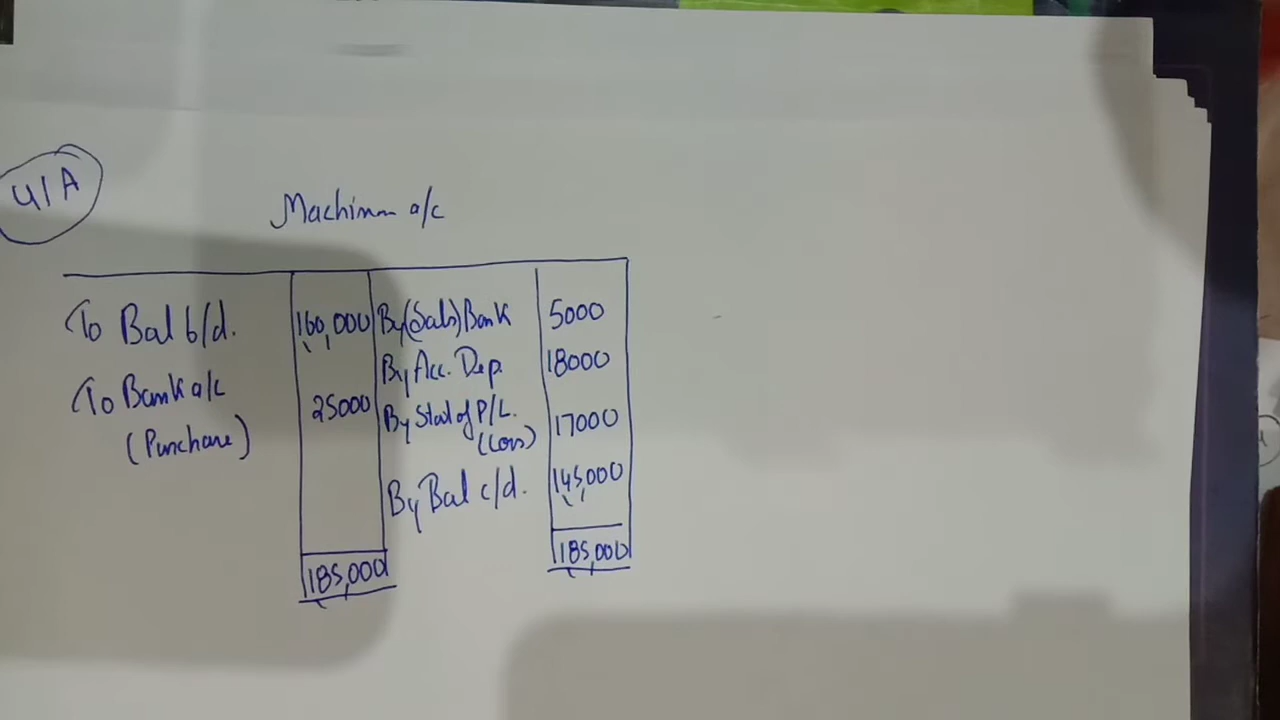 41A
Machinery a/c
To Bal b/d. 160,000 By (Sale) Bank 5000
By Acc. Dep. 18000
To Bank a/c 25000 By Stat of P/L. 17000
(Purchase) (Loss)
By Bal c/d. 145,000
185,000 185,000